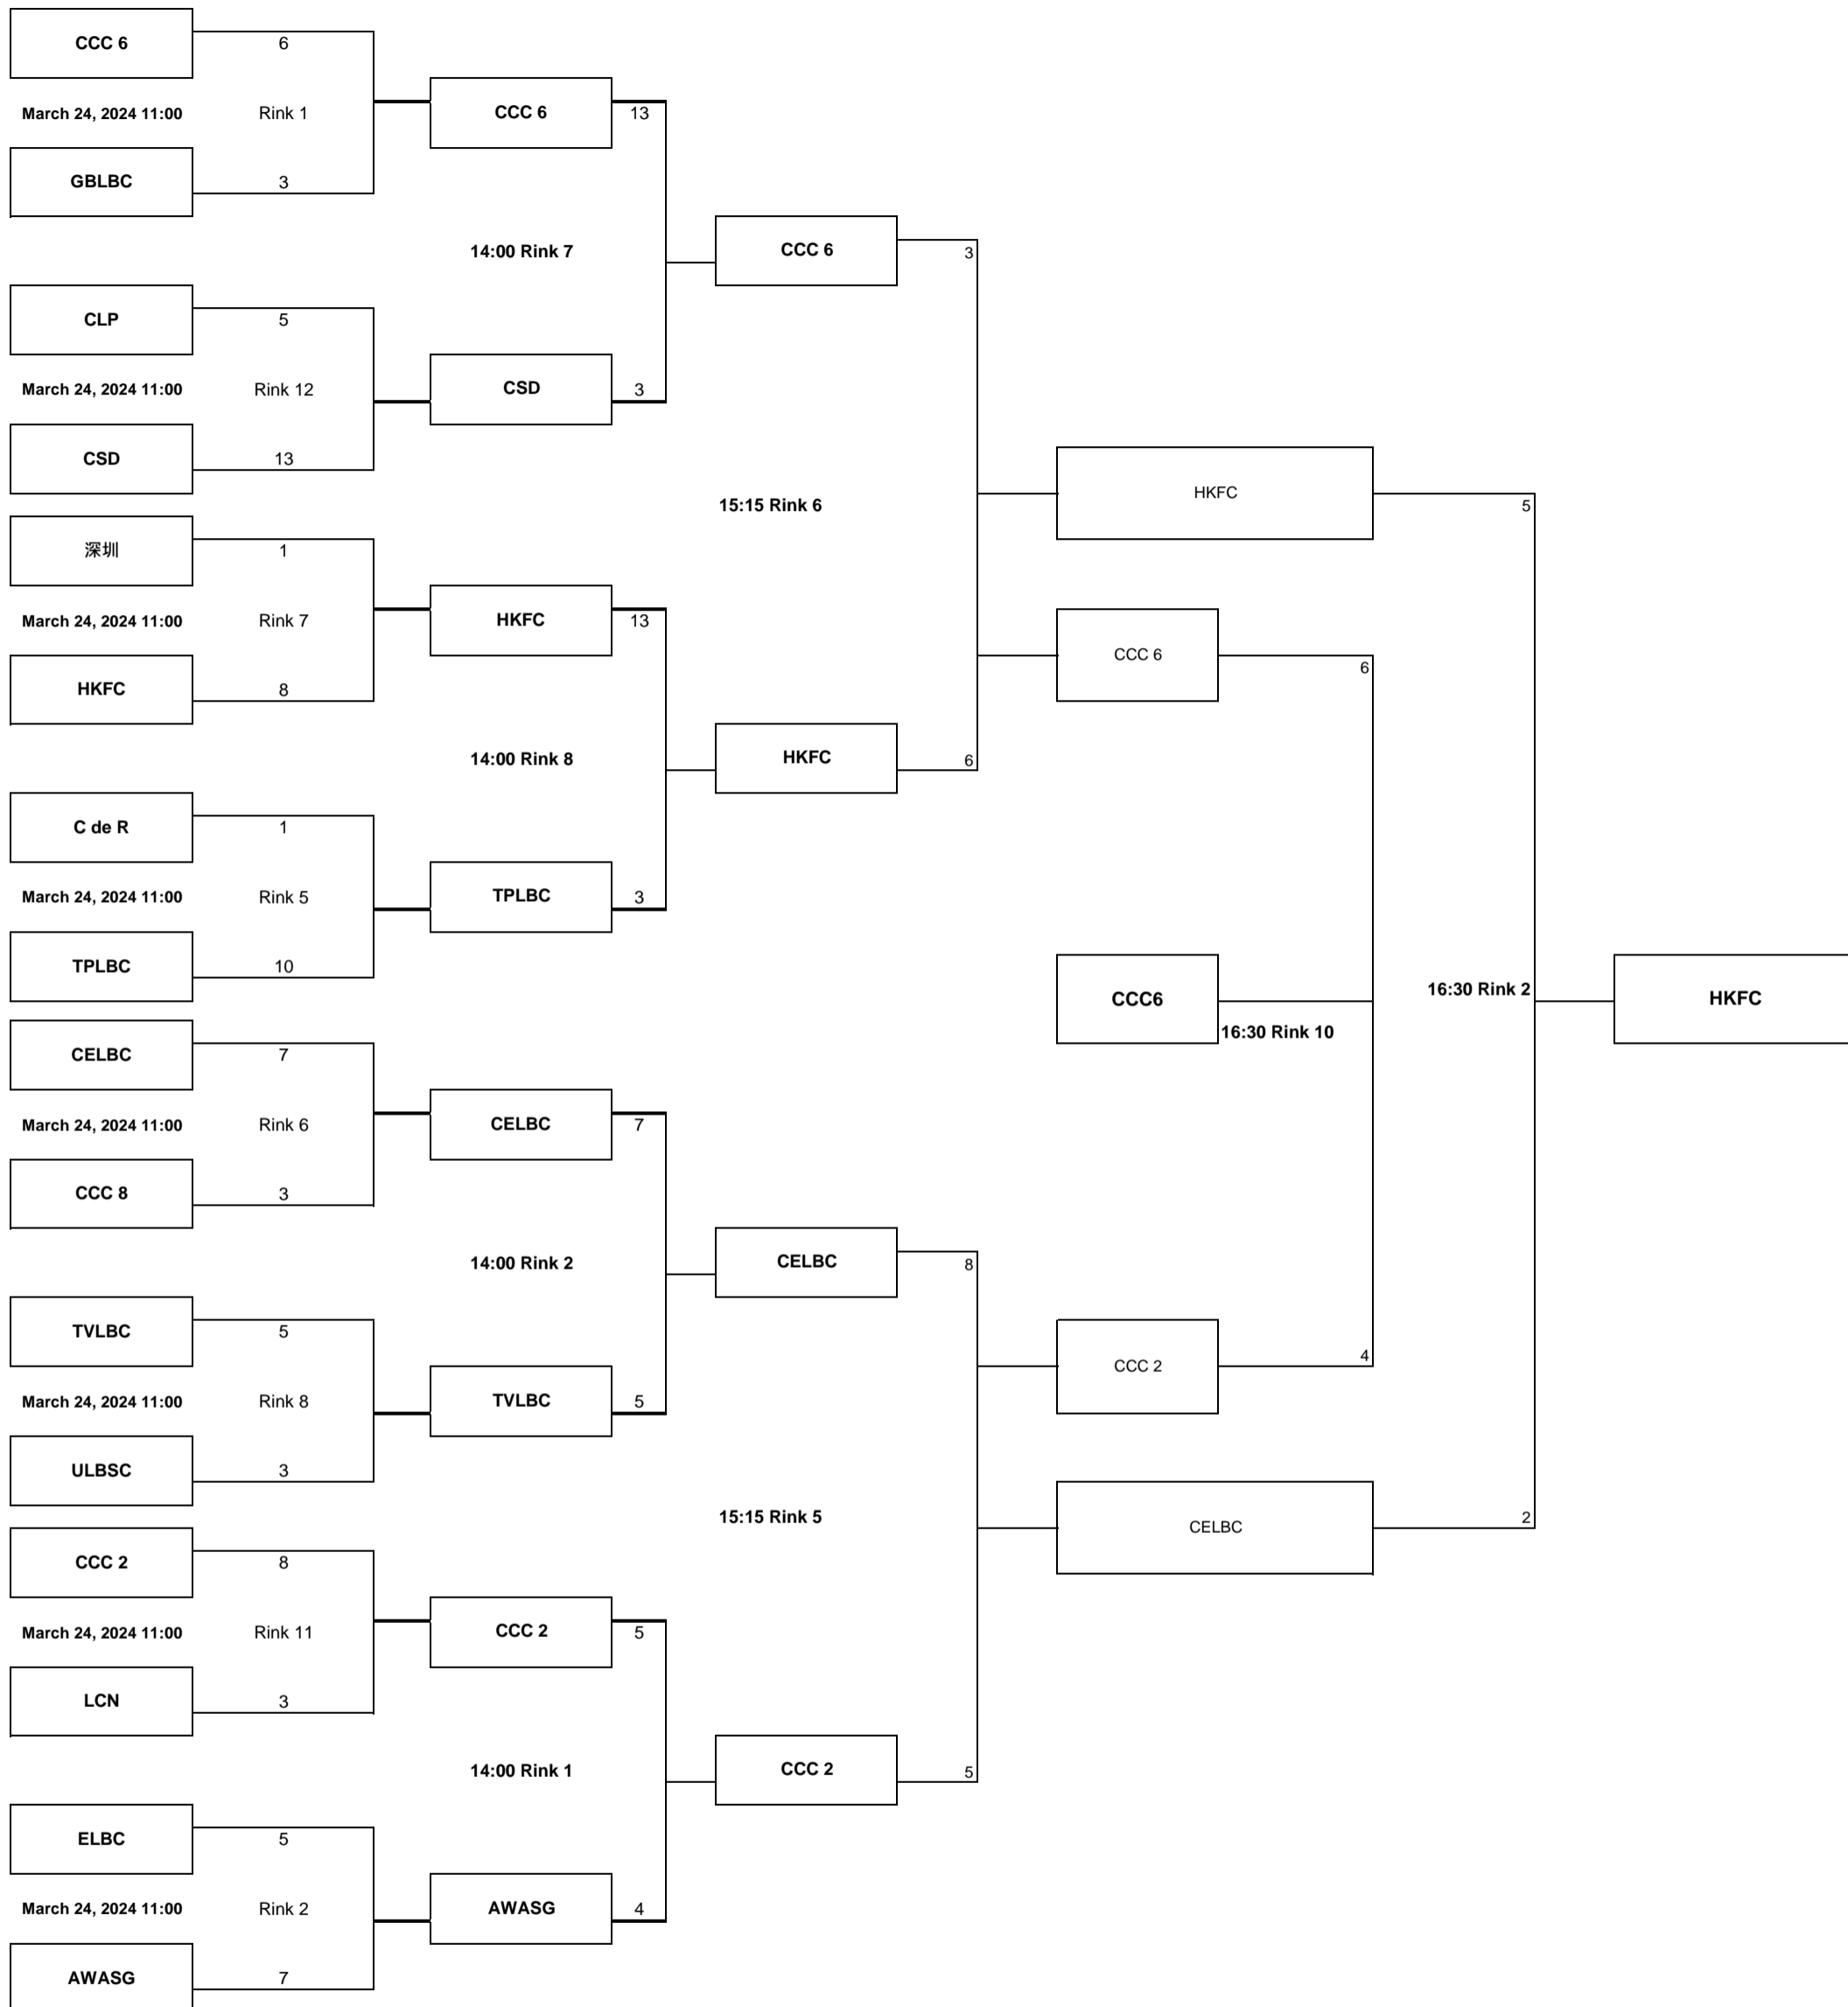 CCC 6
6
March 24, 2024 11:00
Rink 1
GBLBC
3
CLP
5
March 24, 2024 11:00
Rink 12
CSD
13
深圳
1
March 24, 2024 11:00
Rink 7
HKFC
8
C de R
1
March 24, 2024 11:00
Rink 5
TPLBC
10
CELBC
7
March 24, 2024 11:00
Rink 6
CCC 8
3
TVLBC
5
March 24, 2024 11:00
Rink 8
ULBSC
3
CCC 2
8
March 24, 2024 11:00
Rink 11
LCN
3
ELBC
5
March 24, 2024 11:00
Rink 2
AWASG
7
CCC 6
13
14:00 Rink 7
CSD
3
HKFC
13
14:00 Rink 8
TPLBC
3
CELBC
7
14:00 Rink 2
TVLBC
5
CCC 2
5
14:00 Rink 1
AWASG
4
CCC 6
3
15:15 Rink 6
HKFC
6
CELBC
8
15:15 Rink 5
CCC 2
5
HKFC
5
CCC 6
6
CCC6
16:30 Rink 10
CCC 2
4
CELBC
2
16:30 Rink 2
HKFC